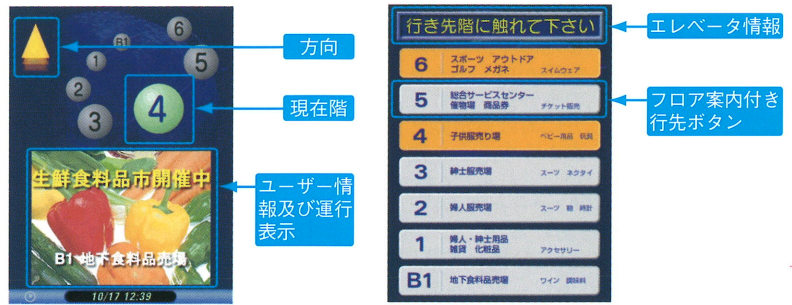 方向
現在階
ユーザー情
報及び運行
表示
B1
6
1
5
2
4
3
生鮮食料品市開催中
B1 地下食料品売場
10/17 12:39
行き先階に触れて下さい
6 スポーツ アウトドア
ゴルフ メガネ スイムウェア
5 総合サービスセンター
催物場 商品券 チケット販売
4 子供服売り場 ベビー用品 玩具
3 紳士服売場 スーツ ネクタイ
2 婦人服売場 スーツ 靴 時計
1 婦人・紳士用品
雑貨 化粧品 アクセサリー
B1 地下食料品売場 ワイン 調味料
エレベータ情報
フロア案内付き
行先ボタン